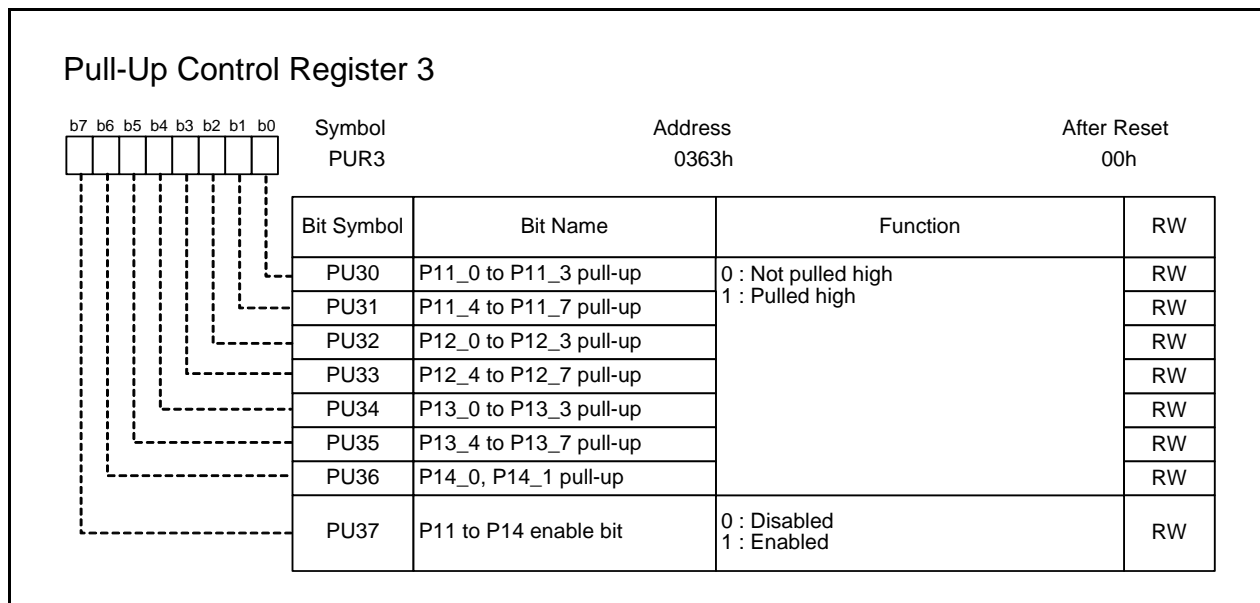 Pull-Up Control Register 3
b7 b6 b5 b4 b3 b2 b1 b0
Symbol Address After Reset
PUR3 0363h 00h
Bit Symbol Bit Name Function RW
PU30 P11_0 to P11_3 pull-up 0 : Not pulled high RW
1 : Pulled high
PU31 P11_4 to P11_7 pull-up RW
PU32 P12_0 to P12_3 pull-up RW
PU33 P12_4 to P12_7 pull-up RW
PU34 P13_0 to P13_3 pull-up RW
PU35 P13_4 to P13_7 pull-up RW
PU36 P14_0, P14_1 pull-up RW
PU37 P11 to P14 enable bit 0 : Disabled RW
1 : Enabled